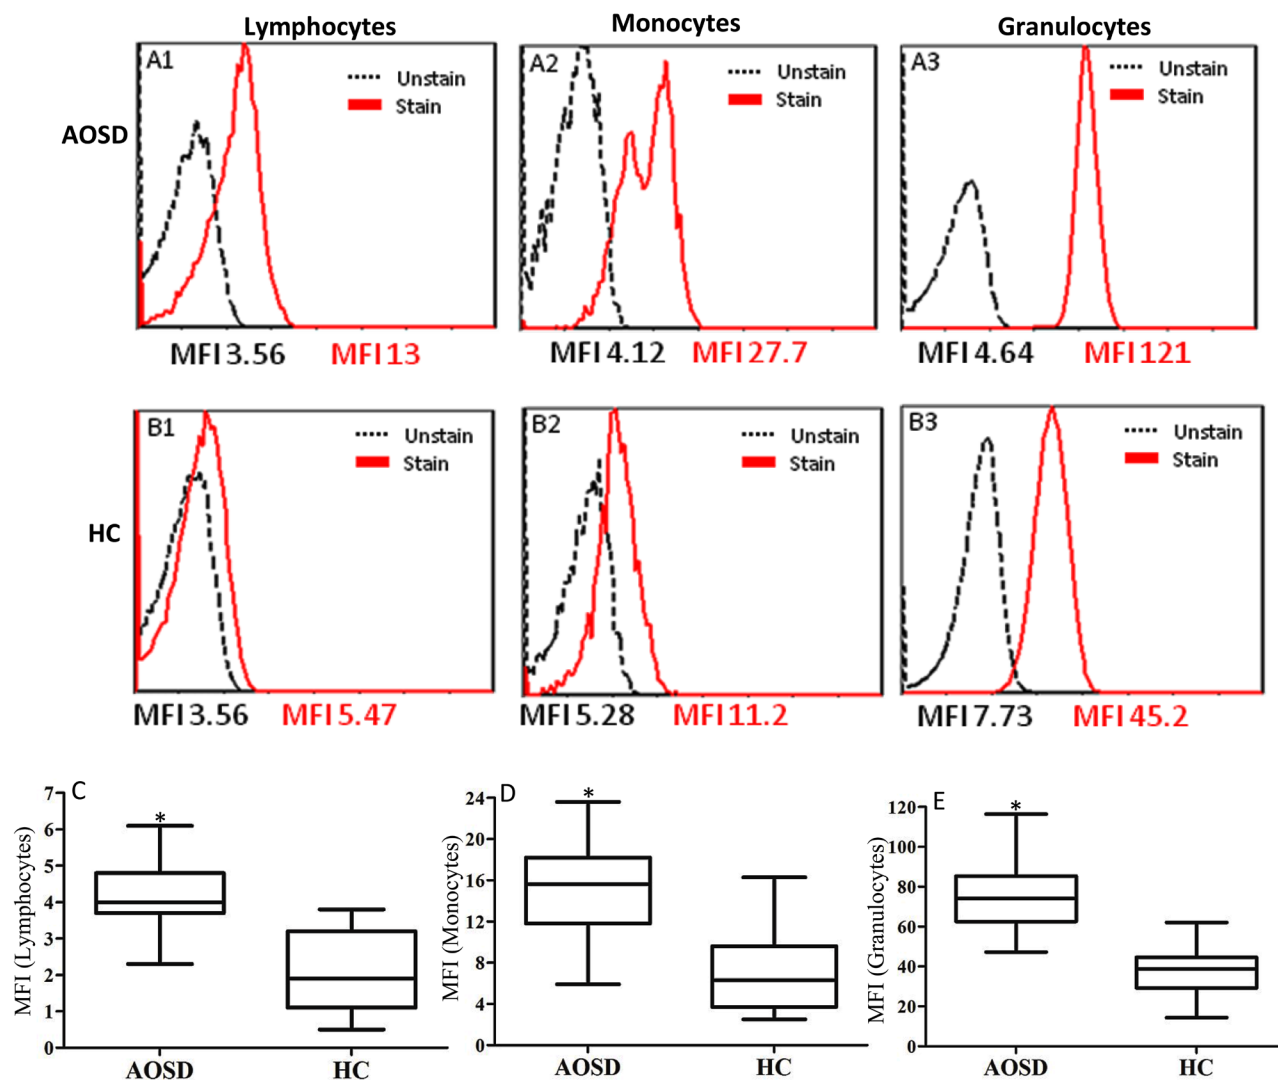 Lymphocytes Monocytes Granulocytes
AOSD
A1
Unstain
Stain
MFI 3.56 MFI 13
A2
Unstain
Stain
MFI 4.12 MFI 27.7
A3
Unstain
Stain
MFI 4.64 MFI 121
HC
B1
Unstain
Stain
MFI 3.56 MFI 5.47
B2
Unstain
Stain
MFI 5.28 MFI 11.2
B3
Unstain
Stain
MFI 7.73 MFI 45.2
C
MFI (Lymphocytes)
7
6
5
4
3
2
1
0
*
AOSD HC
D
MFI (Monocytes)
24
20
16
12
8
4
0
*
AOSD HC
E
MFI (Granulocytes)
120
100
80
60
40
20
0
*
AOSD HC